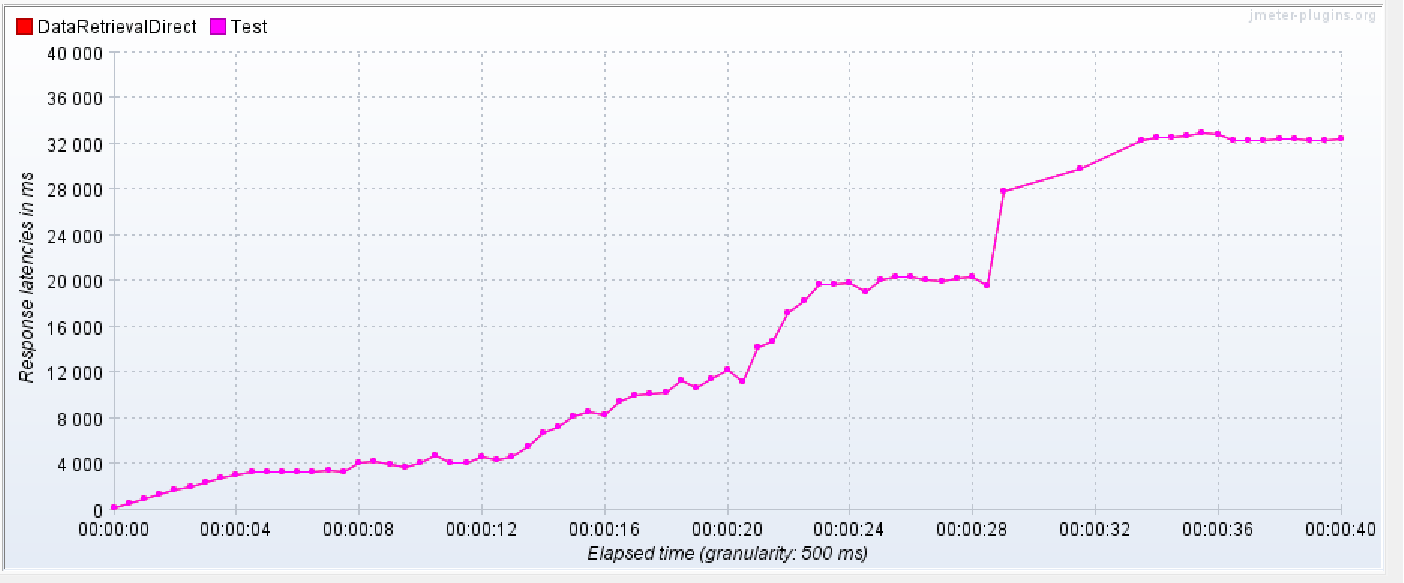 jmeter-plugins.org
DataRetrievalDirect Test
40 000
36 000
32 000
28 000
24 000
20 000
16 000
12 000
8 000
4 000
0
Response latencies in ms
00:00:00 00:00:04 00:00:08 00:00:12 00:00:16 00:00:20 00:00:24 00:00:28 00:00:32 00:00:36 00:00:40
Elapsed time (granularity: 500 ms)